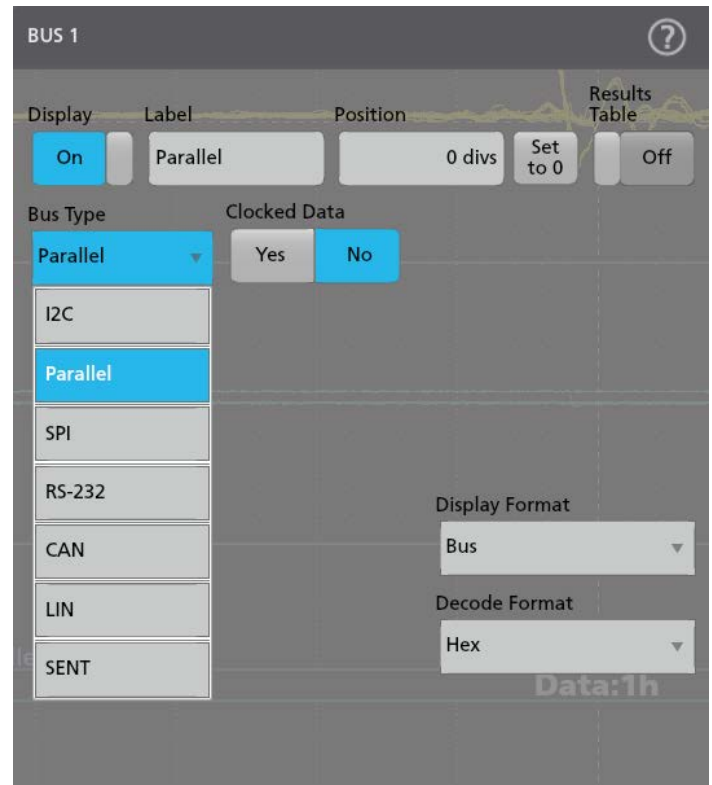 BUS 1
?
Display Label Position Results Table
On Parallel 0 divs Set to 0 Off
Bus Type Clocked Data
Parallel Yes No
I2C
Parallel
SPI
RS-232
CAN
LIN
SENT
Display Format
Bus
Decode Format
Hex
Data:1h